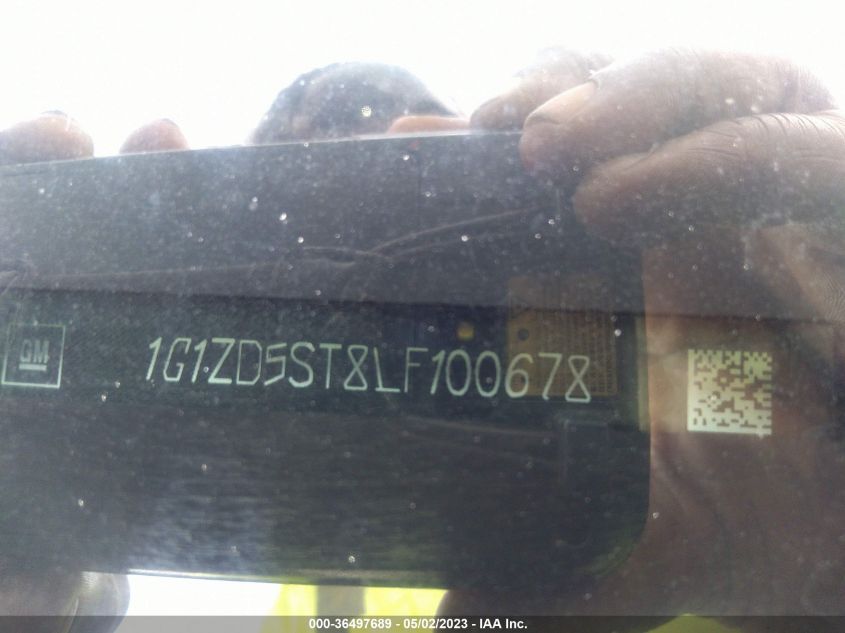 GM
1G1ZD5ST8LF100678
000-36497689 - 05/02/2023 - IAA Inc.